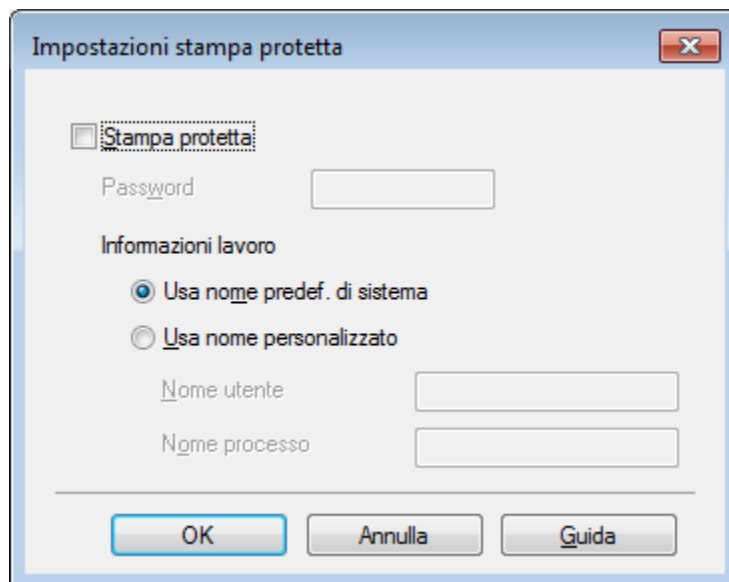 Impostazioni stampa protetta
Stampa protetta
Password
Informazioni lavoro
Usa nome predef. di sistema
Usa nome personalizzato
Nome utente
Nome processo
OK Annulla Guida